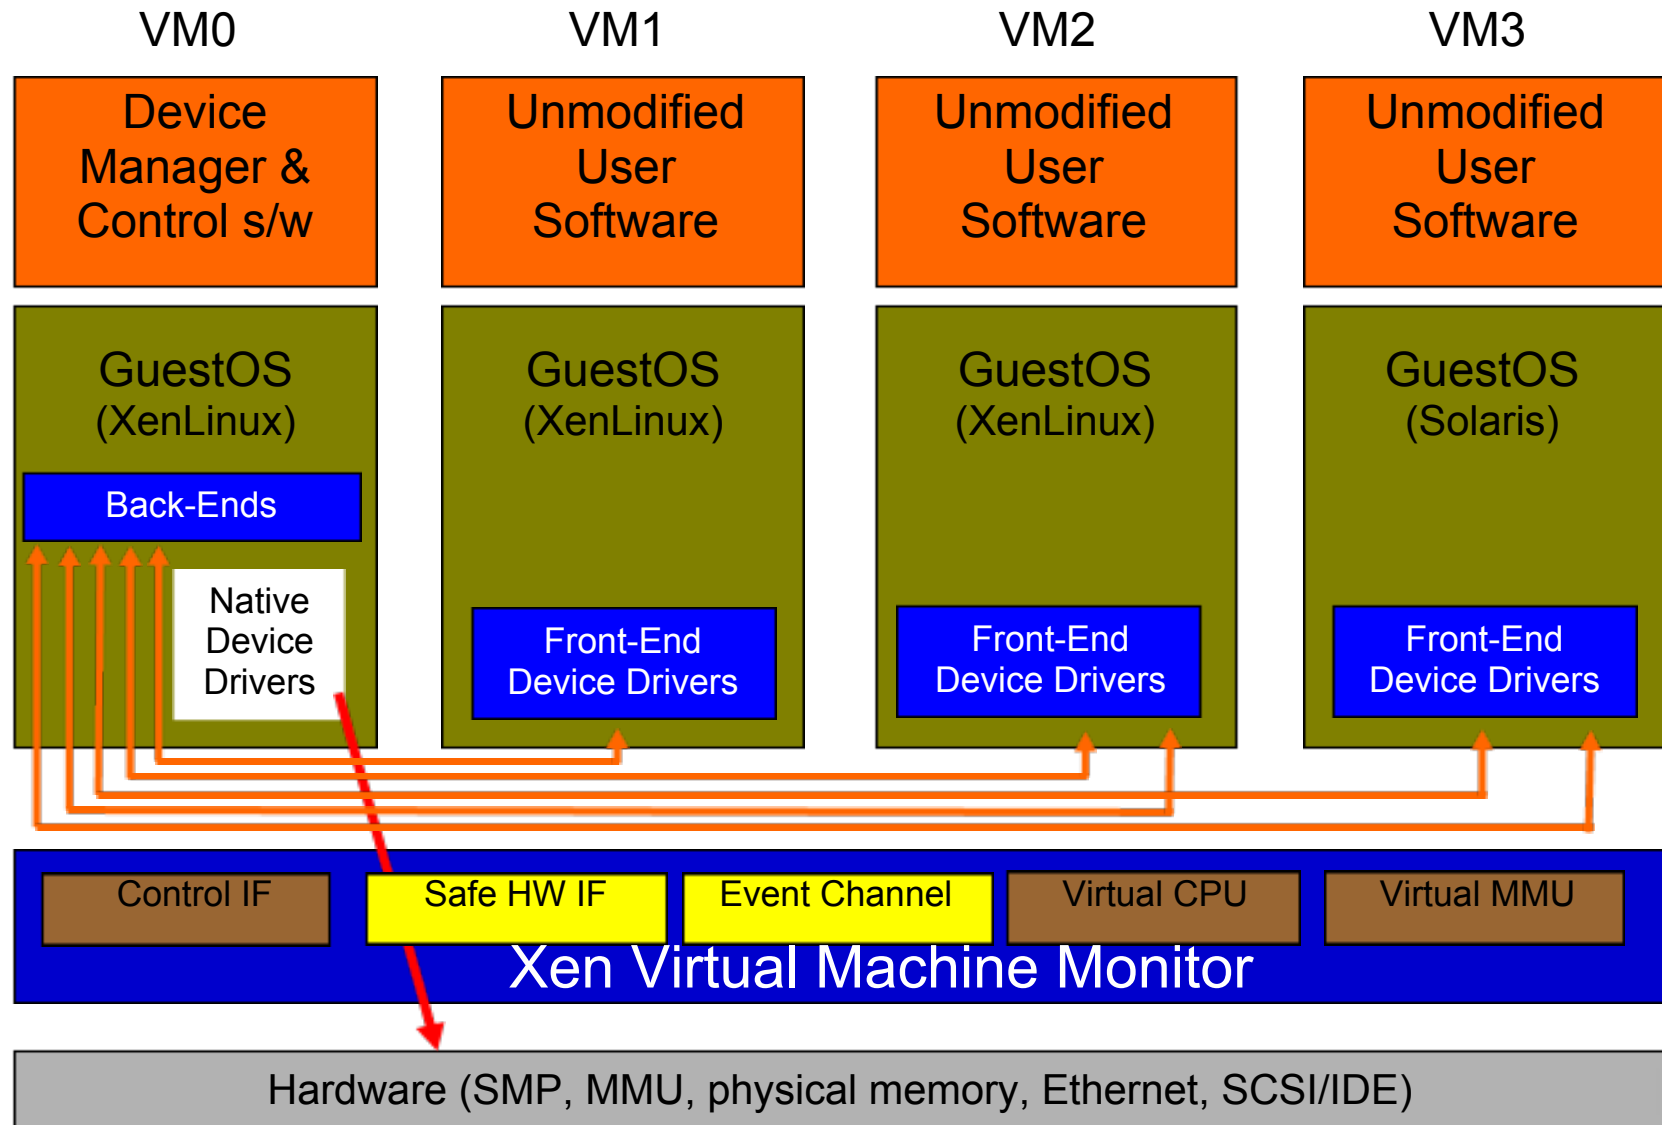 VM0
VM1
VM2
VM3
Device
Manager &
Control s/w
Unmodified
User
Software
Unmodified
User
Software
Unmodified
User
Software
GuestOS
(XenLinux)
Back-Ends
Native
Device
Drivers
GuestOS
(XenLinux)
Front-End
Device Drivers
GuestOS
(XenLinux)
Front-End
Device Drivers
GuestOS
(Solaris)
Front-End
Device Drivers
Control IF
Safe HW IF
Event Channel
Virtual CPU
Virtual MMU
Xen Virtual Machine Monitor
Hardware (SMP, MMU, physical memory, Ethernet, SCSI/IDE)